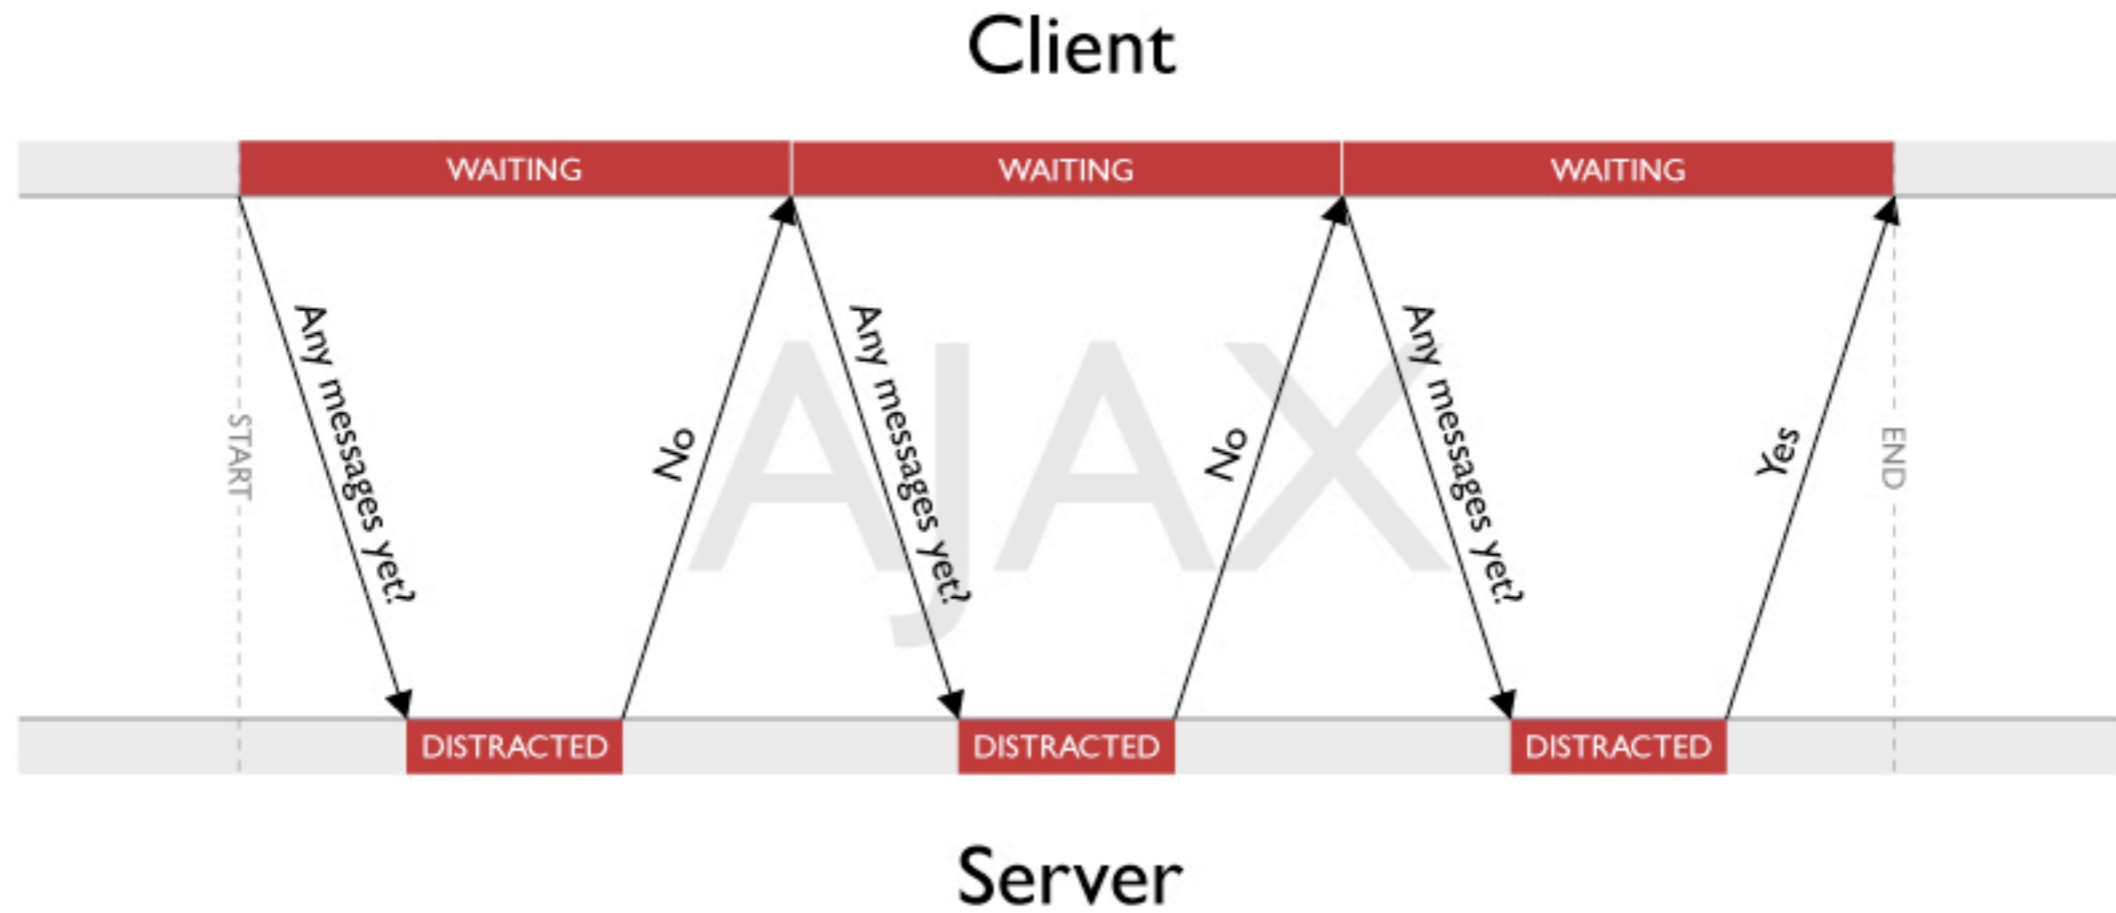 Client
WAITING
WAITING
WAITING
START
Any messages yet?
No
AJAX
Any messages yet?
No
Any messages yet?
Yes
END
DISTRACTED
DISTRACTED
DISTRACTED
Server